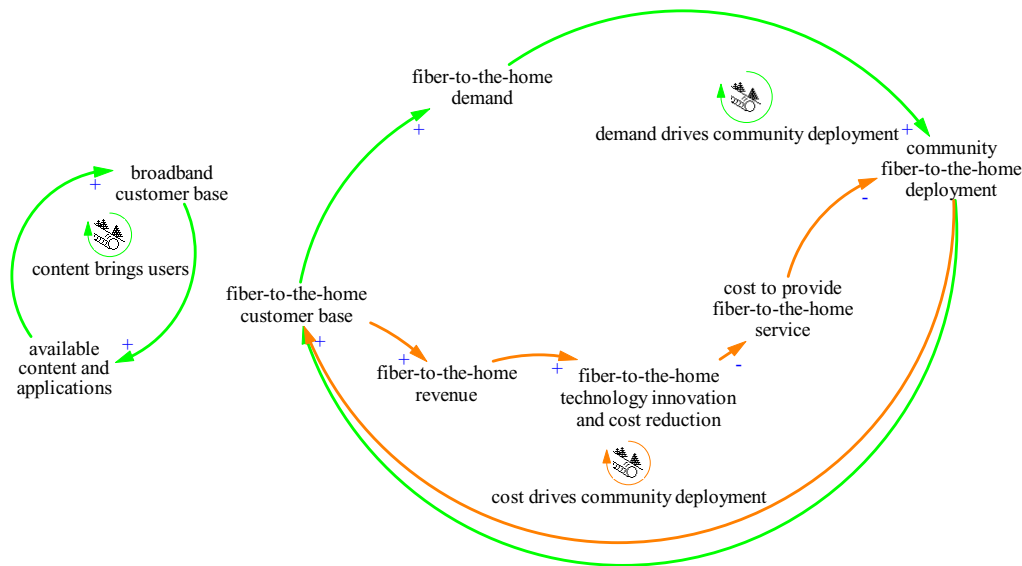 fiber-to-the-home
demand
+
demand drives community deployment
+
community
fiber-to-the-home
deployment
-
broadband
customer base
+
content brings users
available
content and
applications
+
fiber-to-the-home
customer base
+
fiber-to-the-home
revenue
+
fiber-to-the-home
technology innovation
and cost reduction
+
cost to provide
fiber-to-the-home
service
-
cost drives community deployment